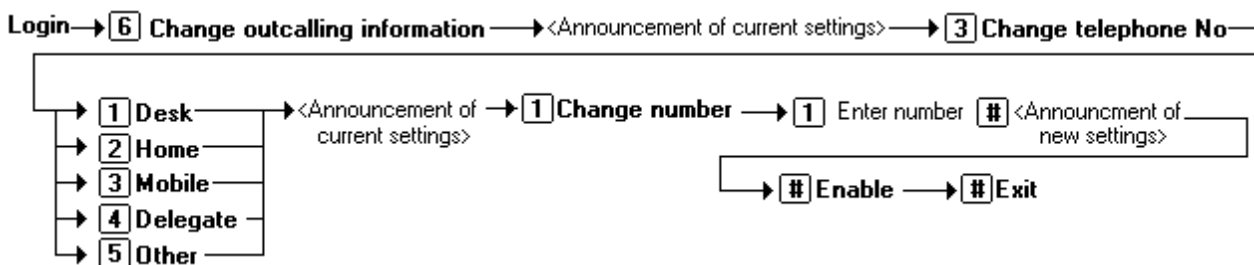 Login 6 Change outcalling information <Announcement of current settings> 3 Change telephone No
1 Desk <Announcement of current settings> 1 Change number 1 Enter number # <Announcment of new settings>
2 Home
3 Mobile
# Enable # Exit
4 Delegate
5 Other